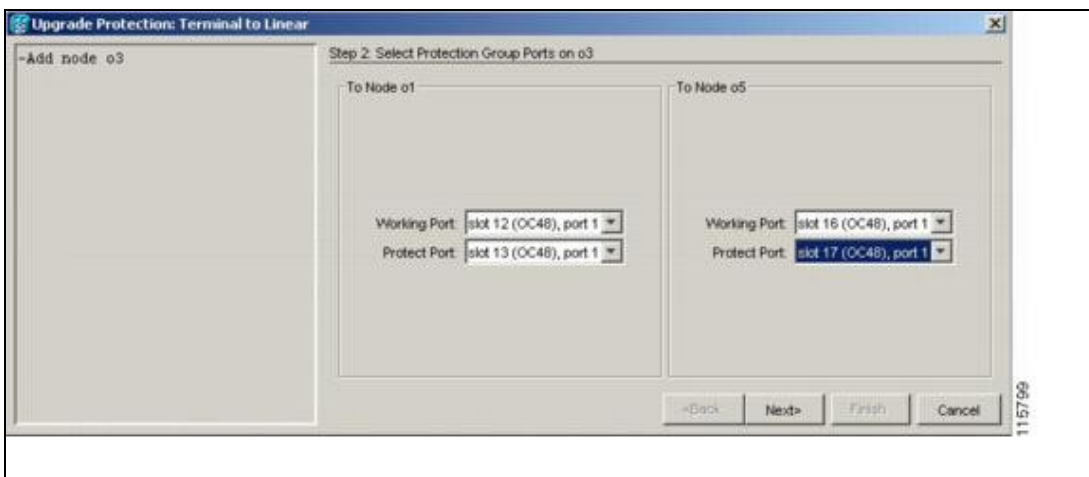 Upgrade Protection: Terminal to Linear
-Add node o3
Step 2: Select Protection Group Ports on o3
To Node o1
Working Port: slot 12 (OC48), port 1
Protect Port: slot 13 (OC48), port 1
To Node o5
Working Port: slot 16 (OC48), port 1
Protect Port: slot 17 (OC48), port 1
<Back
Next>
Finish
Cancel
115799